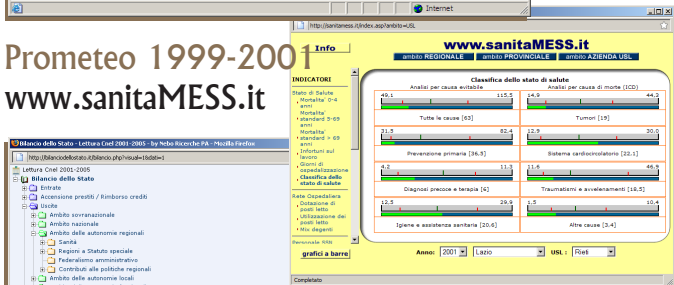 Internet
Prometeo 1999-2001
www.sanitaMESS.it
Bilancio dello Stato - Lettura Cnel 2001-2005 - by Nebo Ricerche PA - Mozilla Firefox
http://bilanciodellostato.it/bilancio.php?visual=1&dati=1
Lettura Cnel 2001-2005
Bilancio dello Stato
Entrate
Accensione prestiti / Rimborso crediti
Uscite
Ambito sovranazionale
Ambito nazionale
Ambito delle autonomie regionali
Sanità
Regioni a Statuto speciale
Federalismo amministrativo
Contributi alle politiche regionali
Ambito delle autonomie locali
http://sanitamess.it/index.asp?ambito=USL
Info
www.sanitaMESS.it
ambito REGIONALE ambito PROVINCIALE ambito AZIENDA USL
INDICATORI
Stato di Salute
Mortalita' 0-4
anni
Mortalita'
standard 5-69
anni
Mortalita'
standard > 69
anni
Infortuni sul
lavoro
Giorni di
ospedalizzazione
Classifica dello
stato di salute
Rete Ospedaliera
Dotazione di
posti letto
Utilizzazione dei
posti letto
Mix degenti
Personale SSN
grafici a barre
Classifica dello stato di salute
Analisi per causa evitabile Analisi per causa di morte (ICD)
49,1 115,5 14,9 44,3
Tutte le cause [63] Tumori [19]
31,5 82,4 12,9 30,0
Prevenzione primaria [36,5] Sistema cardiocircolatorio [22,1]
4,2 11,3 11,6 46,9
Diagnosi precoce e terapia [6] Traumatismi e avvelenamenti [18,5]
12,5 29,9 1,5 10,4
Igiene e assistenza sanitaria [20,6] Altre cause [3,4]
Anno: 2001 Lazio USL: Rieti
Completato